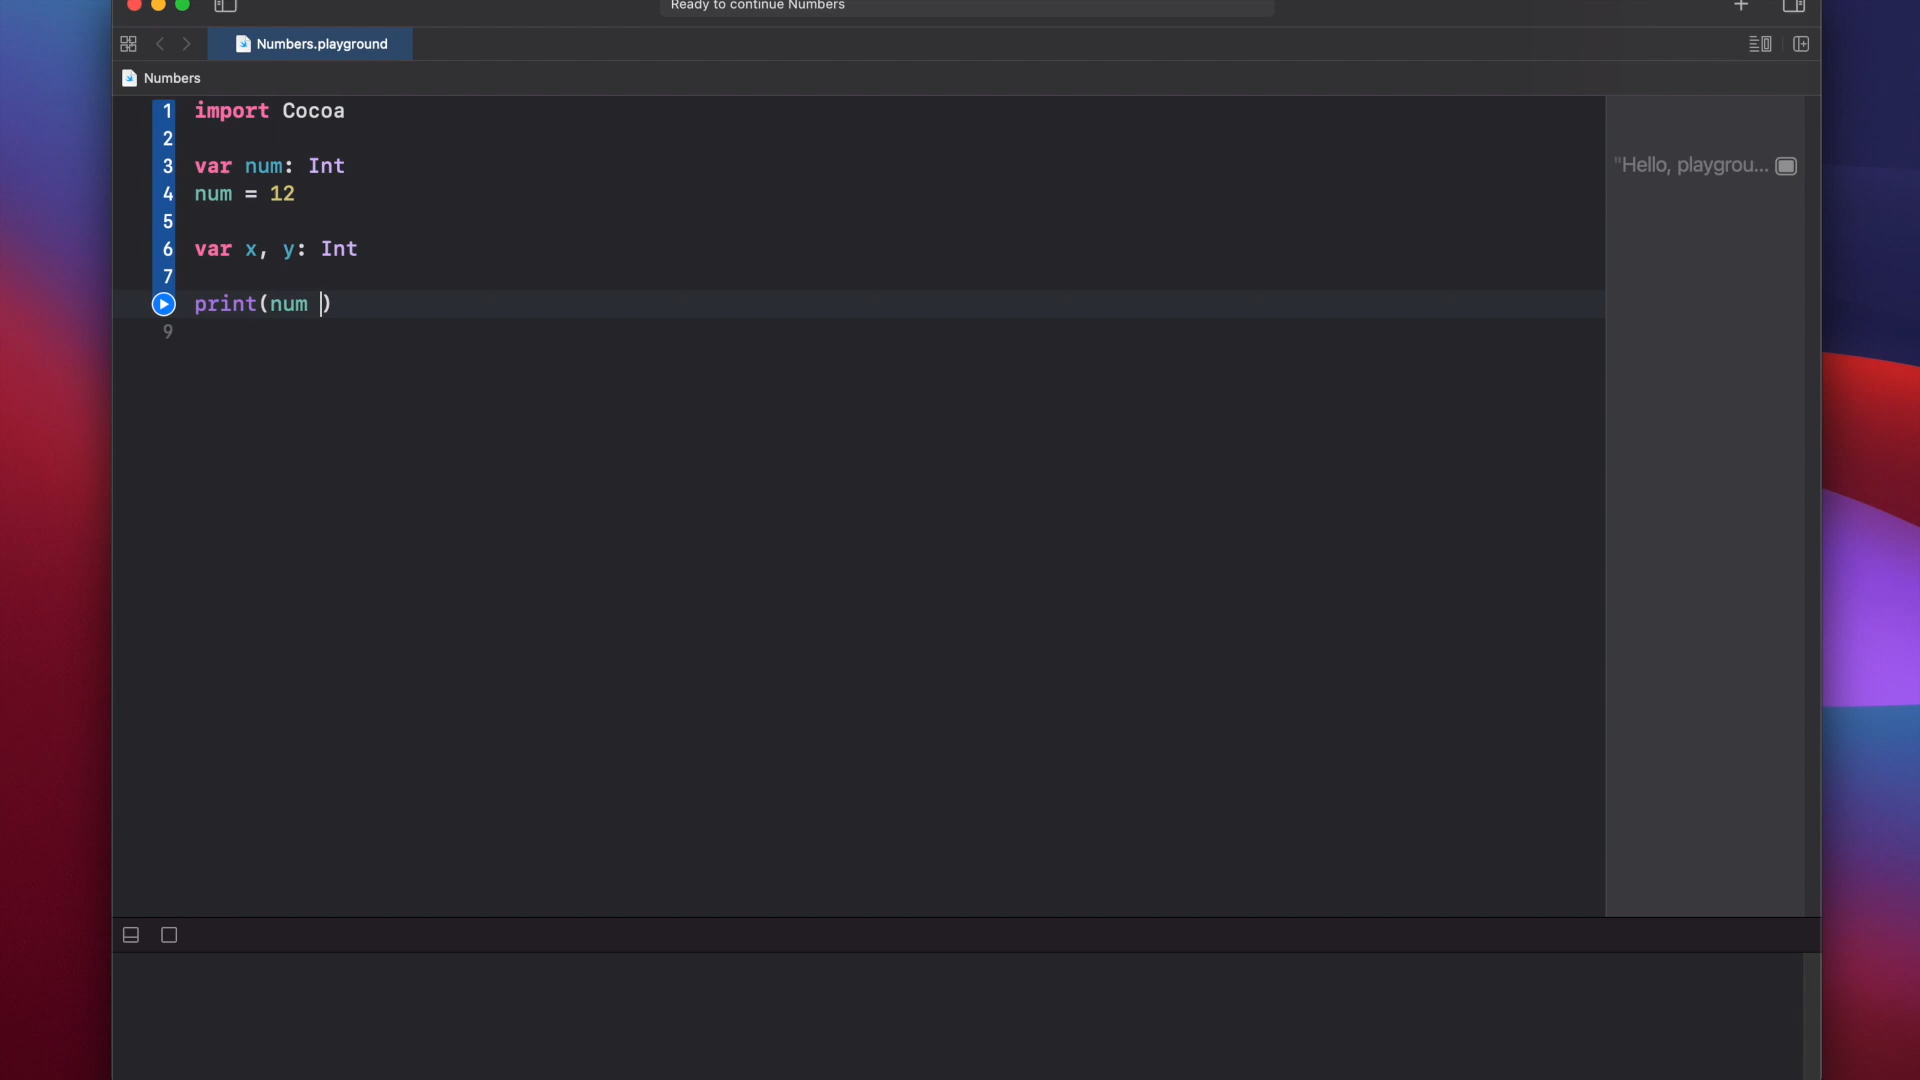 Ready to continue Numbers
Numbers.playground
Numbers
1 import Cocoa
2
3 var num: Int
4 num = 12
5
6 var x, y: Int
7
print(num )
9
"Hello, playgrou...